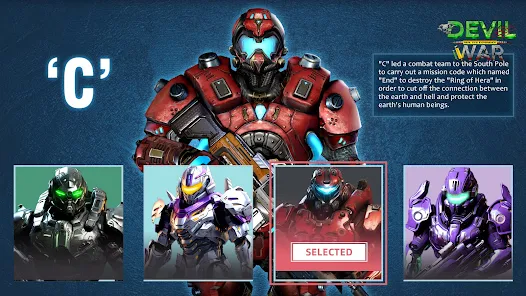 DEVIL
WAR
'C'
"C" led a combat team to the South Pole
to carry out a mission code which named
"End" to destroy the "Ring of Hera" in
order to cut off the connection between
the earth and hell and protect the
earth's human beings.
SELECTED